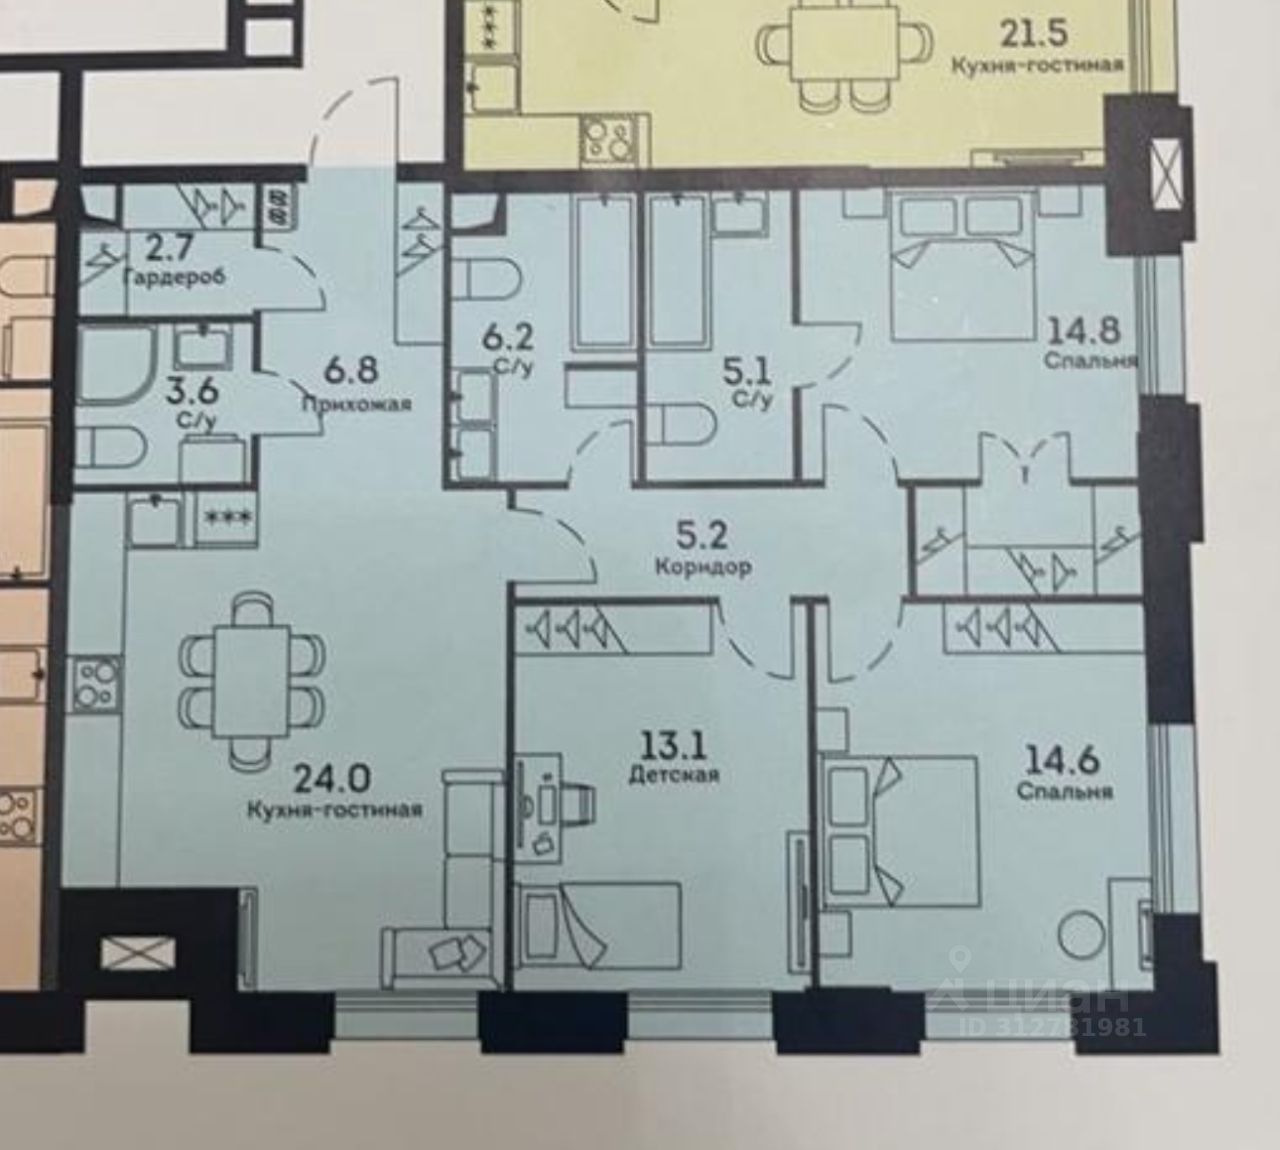 21.5
Кухня-гостиная
2.7
Гардероб
6.2
С/у
14.8
Спальня
3.6
С/у
6.8
Прихожая
5.1
С/у
***
***
5.2
Коридор
13.1
Детская
24.0
Кухня-гостиная
14.6
Спальня
циан
ID 312731981